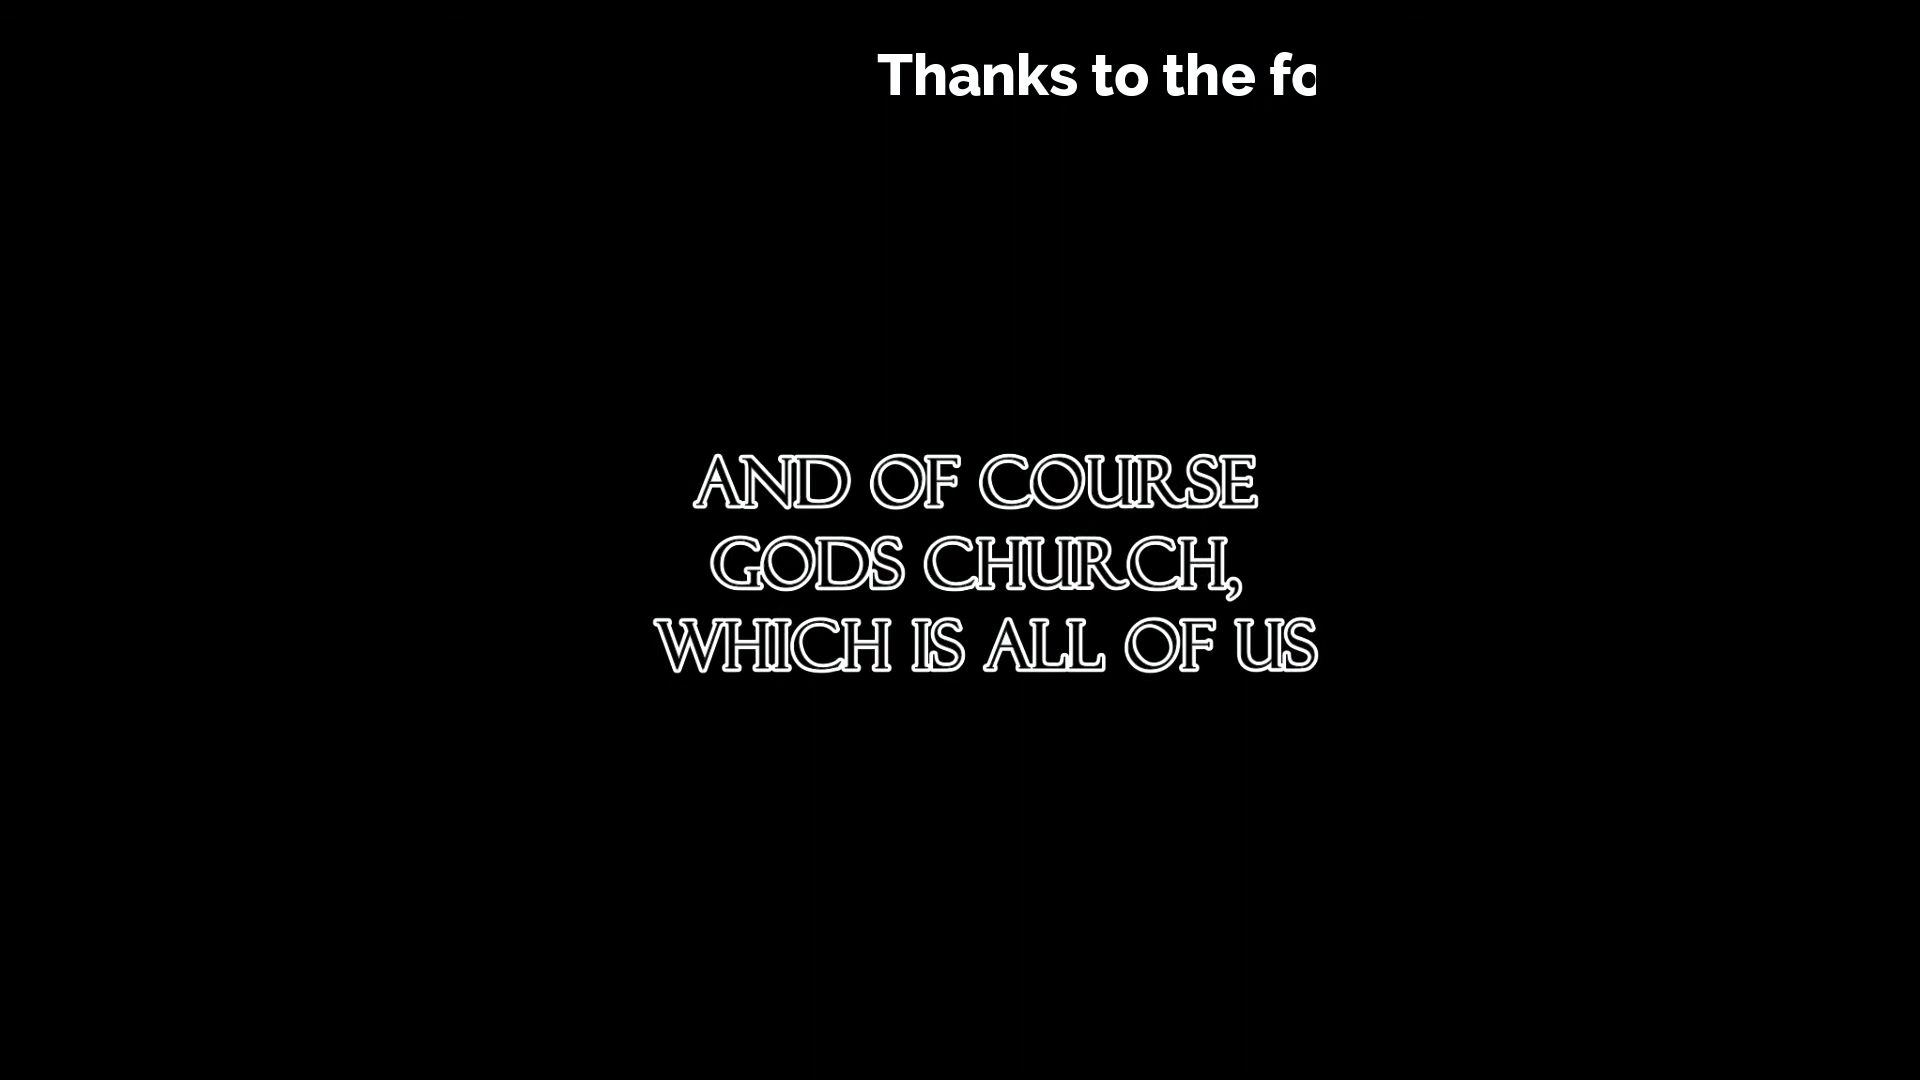 Thanks to the fo
AND OF COURSE
GODS CHURCH,
WHICH IS ALL OF US